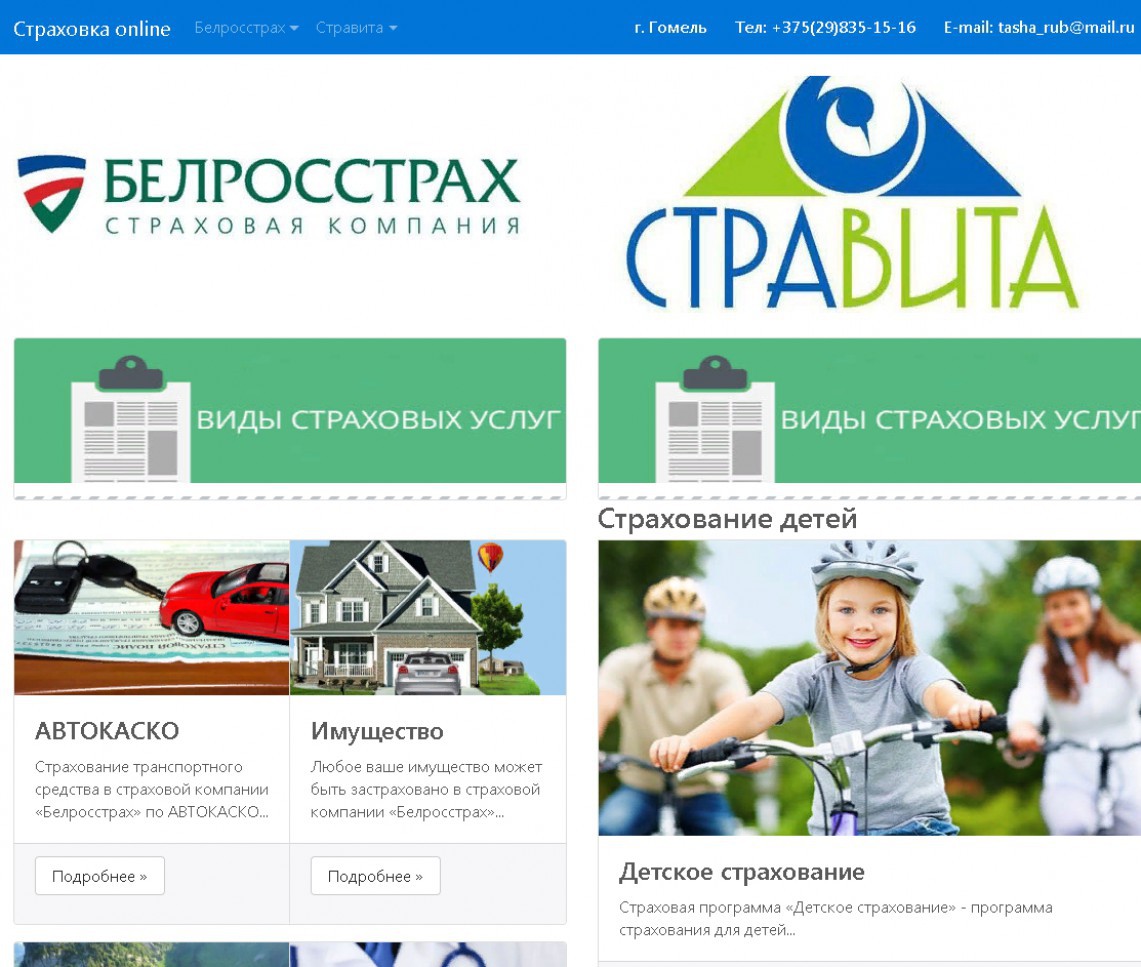 Страховка online Белросстрах Стравита г. Гомель Тел: +375(29)835-15-16 E-mail: tasha_rub@mail.ru
БЕЛРОССТРАХ
СТРАХОВАЯ КОМПАНИЯ
СТРАВИТА
ВИДЫ СТРАХОВЫХ УСЛУГ
ВИДЫ СТРАХОВЫХ УСЛУГ
АВТОКАСКО
Страхование транспортного
средства в страховой компании
«Белросстрах» по АВТОКАСКО...
Подробнее »
Имущество
Любое ваше имущество может
быть застраховано в страховой
компании «Белросстрах»...
Подробнее »
Страхование детей
Детское страхование
Страховая программа «Детское страхование» - программа
страхования для детей...